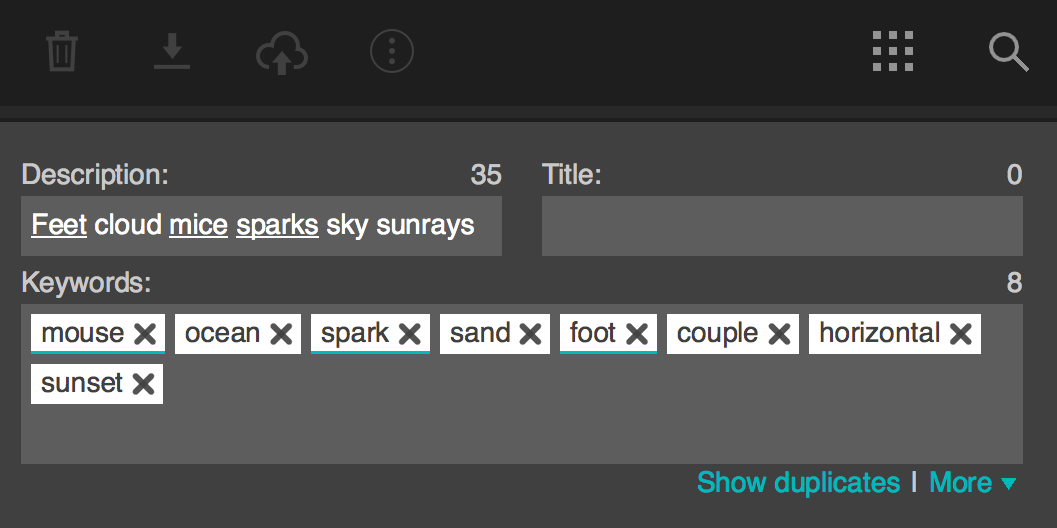 Description: 35 Title: 0
Feet cloud mice sparks sky sunrays
Keywords: 8
mouse ocean spark sand foot couple horizontal
sunset
Show duplicates | More